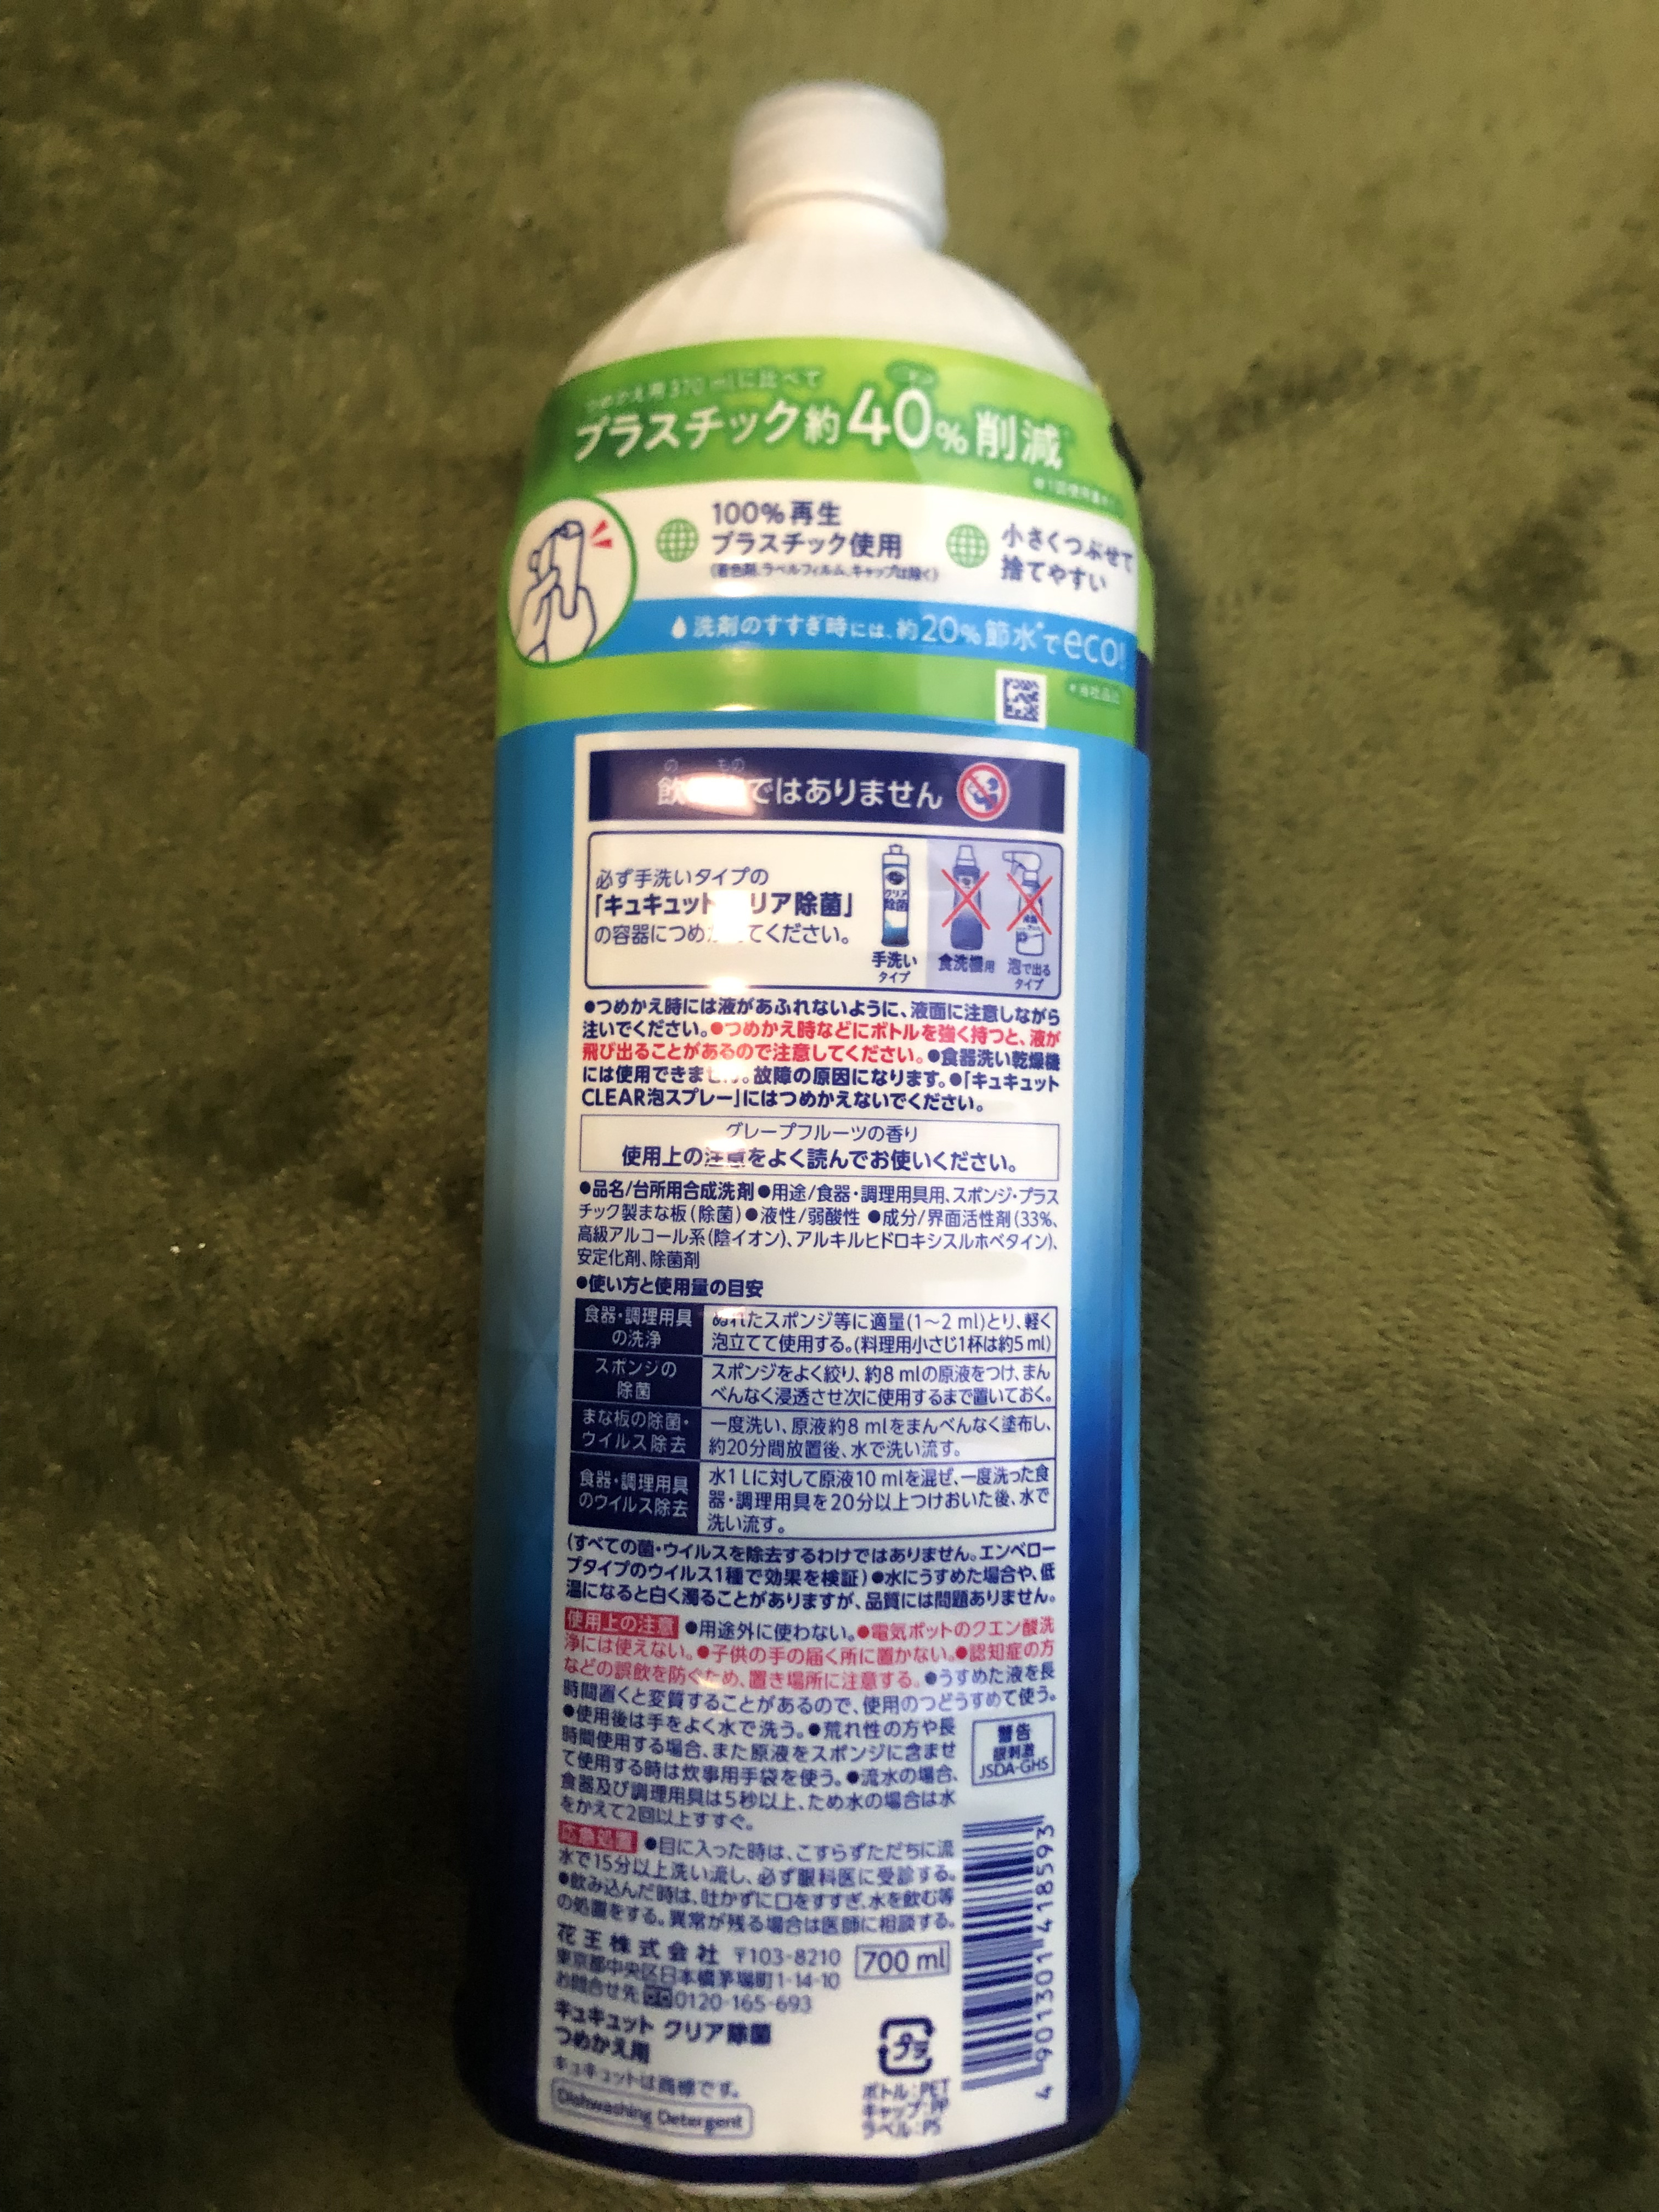 つめかえ用370mlに比べて
プラスチック約40%削減
100%再生
プラスチック使用
(着色剤、ラベルフィルム、キャップは除く)
小さくつぶせて
捨てやすい
洗剤のすすぎ時には、約20%節水*でeco!
の もの
飲 ではありません
必ず手洗いタイプの
「キュキュット リア除菌」
の容器につめか てください。
クリア
除菌
手洗い
タイプ
食洗機用
泡で出る
タイプ
●つめかえ時には液があふれないように、液面に注意しながら
注いでください。●つめかえ時などにボトルを強く持つと、液が
飛び出ることがあるので注意してください。●食器洗い乾燥機
には使用できません。故障の原因になります。●「キュキュット
CLEAR泡スプレー」にはつめかえないでください。
グレープフルーツの香り
使用上の注意をよく読んでお使いください。
●品名/台所用合成洗剤●用途/食器・調理用具用、スポンジ・プラス
チック製まな板(除菌)●液性/弱酸性 ●成分/界面活性剤(33%、
高級アルコール系(陰イオン)、アルキルヒドロキシスルホベタイン)、
安定化剤、除菌剤
●使い方と使用量の目安
食器・調理用具
の洗浄
ぬれたスポンジ等に適量(1～2 ml)とり、軽く
泡立てて使用する。(料理用小さじ1杯は約5 ml)
スポンジの
除菌
スポンジをよく絞り、約8 mlの原液をつけ、まん
べんなく浸透させ次に使用するまで置いておく。
まな板の除菌・
ウイルス除去
一度洗い、原液約8 mlをまんべんなく塗布し、
約20分間放置後、水で洗い流す。
食器・調理用具
のウイルス除去
水1 Lに対して原液10 mlを混ぜ、一度洗った食
器・調理用具を20分以上つけおいた後、水で
洗い流す。
(すべての菌・ウイルスを除去するわけではありません。エンベロー
プタイプのウイルス1種で効果を検証)●水にうすめた場合や、低
温になると白く濁ることがありますが、品質には問題ありません。
使用上の注意 ●用途外に使わない。●電気ポットのクエン酸洗
浄には使えない。●子供の手の届く所に置かない。●認知症の方
などの誤飲を防ぐため、置き場所に注意する。●うすめた液を長
時間置くと変質することがあるので、使用のつどうすめて使う。
●使用後は手をよく水で洗う。●荒れ性の方や長
時間使用する場合、また原液をスポンジに含ませ
て使用する時は炊事用手袋を使う。●流水の場合、
食器及び調理用具は5秒以上、ため水の場合は水
をかえて2回以上すすぐ。
警告
眼刺激
JSDA-GHS
応急処置 ●目に入った時は、こすらずただちに流
水で15分以上洗い流し、必ず眼科医に受診する。
●飲み込んだ時は、吐かずに口をすすぎ、水を飲む等
の処置をする。異常が残る場合は医師に相談する。
花王株式会社 〒103-8210
東京都中央区日本橋茅場町1-14-10
お問合せ先 0120-165-693
700 ml
キュキュット クリア除菌
つめかえ用
キュキュットは商標です。
Dishwashing Detergent
プラ
ボトル:PET
キャップ:PP
ラベル:PS
4 901301 418593